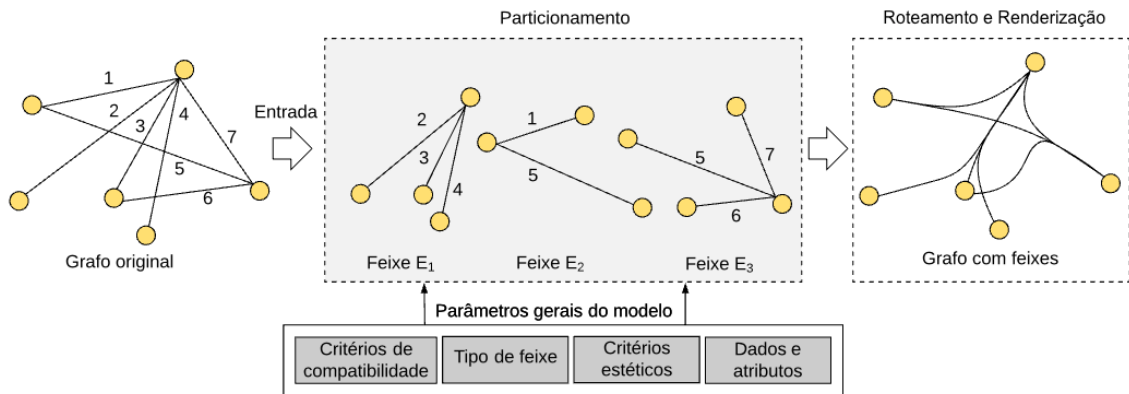 Particionamento
Roteamento e Renderização
1
2
3
4
7
5
6
Entrada
Grafo original
2
3
4
Feixe E₁
1
5
Feixe E₂
5
7
6
Feixe E₃
Grafo com feixes
Parâmetros gerais do modelo
Critérios de
compatibilidade
Tipo de feixe
Critérios
estéticos
Dados e
atributos